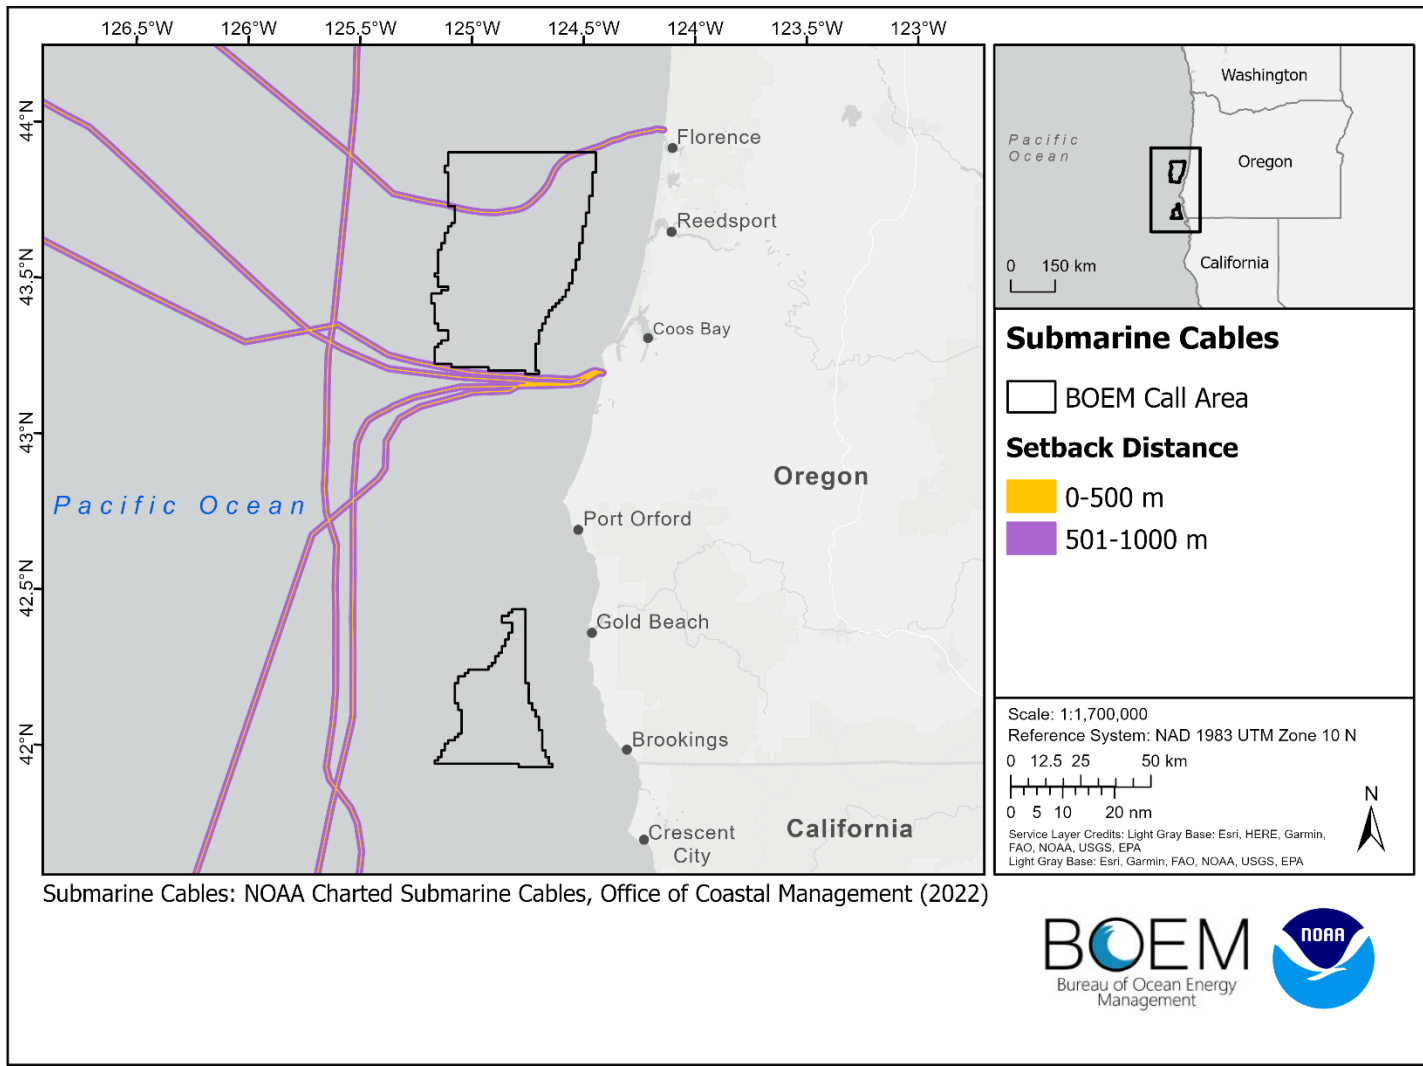 126.5°W 126°W 125.5°W 125°W 124.5°W 124°W 123.5°W 123°W
44°N
43.5°N
43°N
42.5°N
42°N
Florence
Reedsport
Coos Bay
Oregon
Pacific Ocean
Port Orford
Gold Beach
Brookings
California
Crescent
City
Washington
Pacific
Ocean
Oregon
California
0 150 km
Submarine Cables
BOEM Call Area
Setback Distance
0-500 m
501-1000 m
Scale: 1:1,700,000
Reference System: NAD 1983 UTM Zone 10 N
0 12.5 25 50 km
0 5 10 20 nm
N
Service Layer Credits: Light Gray Base: Esri, HERE, Garmin,
FAO, NOAA, USGS, EPA
Light Gray Base: Esri, Garmin, FAO, NOAA, USGS, EPA
Submarine Cables: NOAA Charted Submarine Cables, Office of Coastal Management (2022)
BOEM
Bureau of Ocean Energy
Management
NOAA